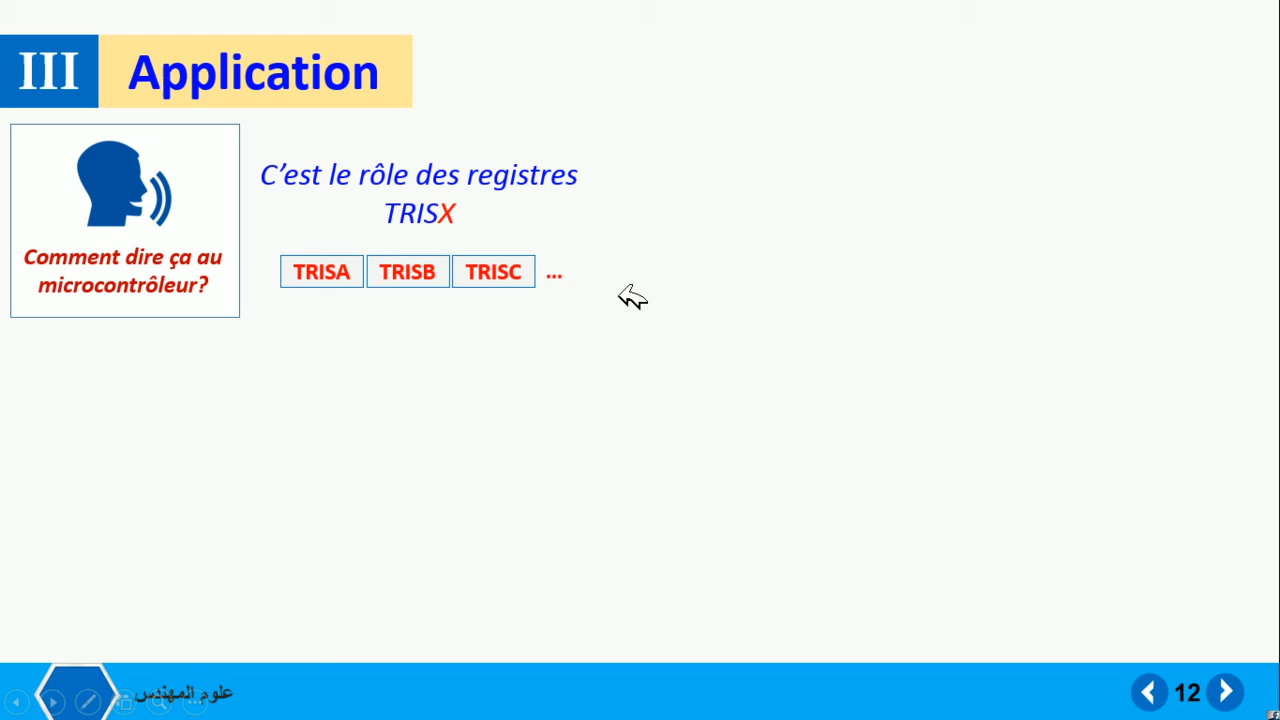 III
Application
C’est le rôle des registres
TRISX
Comment dire ça au
microcontrôleur?
TRISA TRISB TRISC ...
علوم المهندس
12